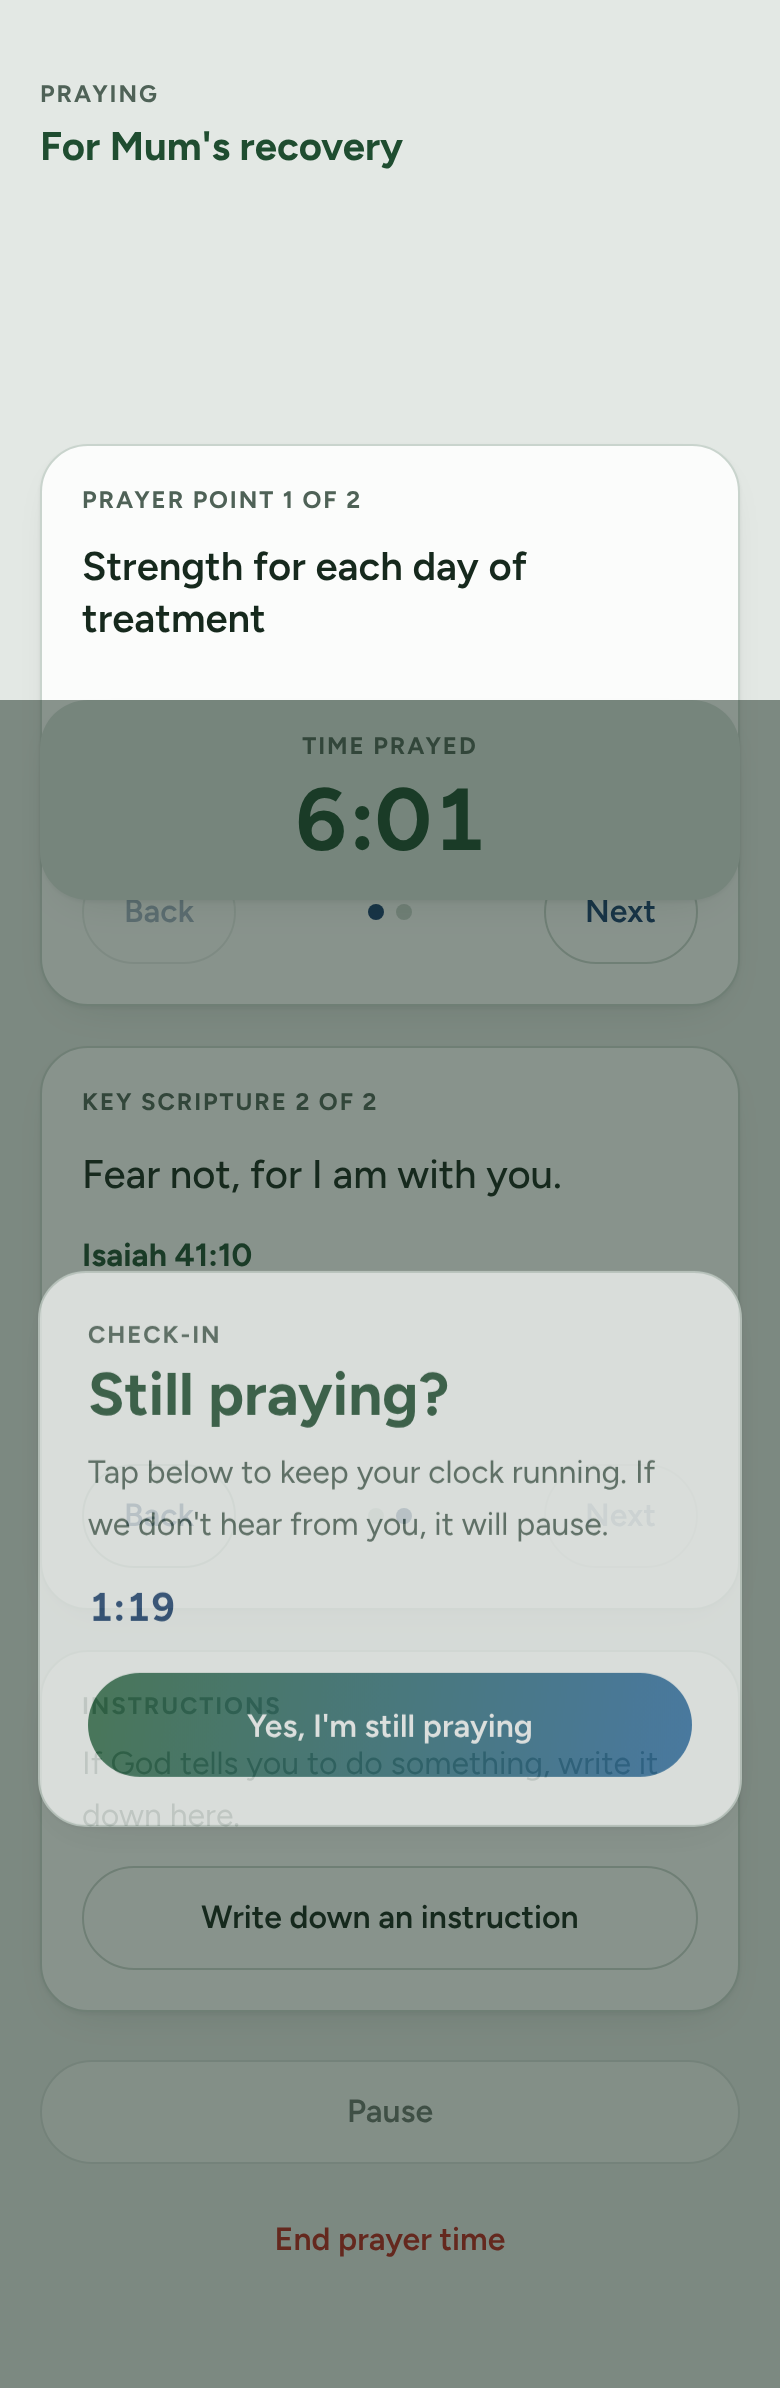 PRAYING
For Mum's recovery
PRAYER POINT 1 OF 2
Strength for each day of
treatment
TIME PRAYED
6:01
Back
Next
KEY SCRIPTURE 2 OF 2
Fear not, for I am with you.
Isaiah 41:10
CHECK-IN
Still praying?
Tap below to keep your clock running. If
we don't hear from you, it will pause.
Back
Next
1:19
INSTRUCTIONS
Yes, I'm still praying
If God tells you to do something, write it
down here.
Write down an instruction
Pause
End prayer time